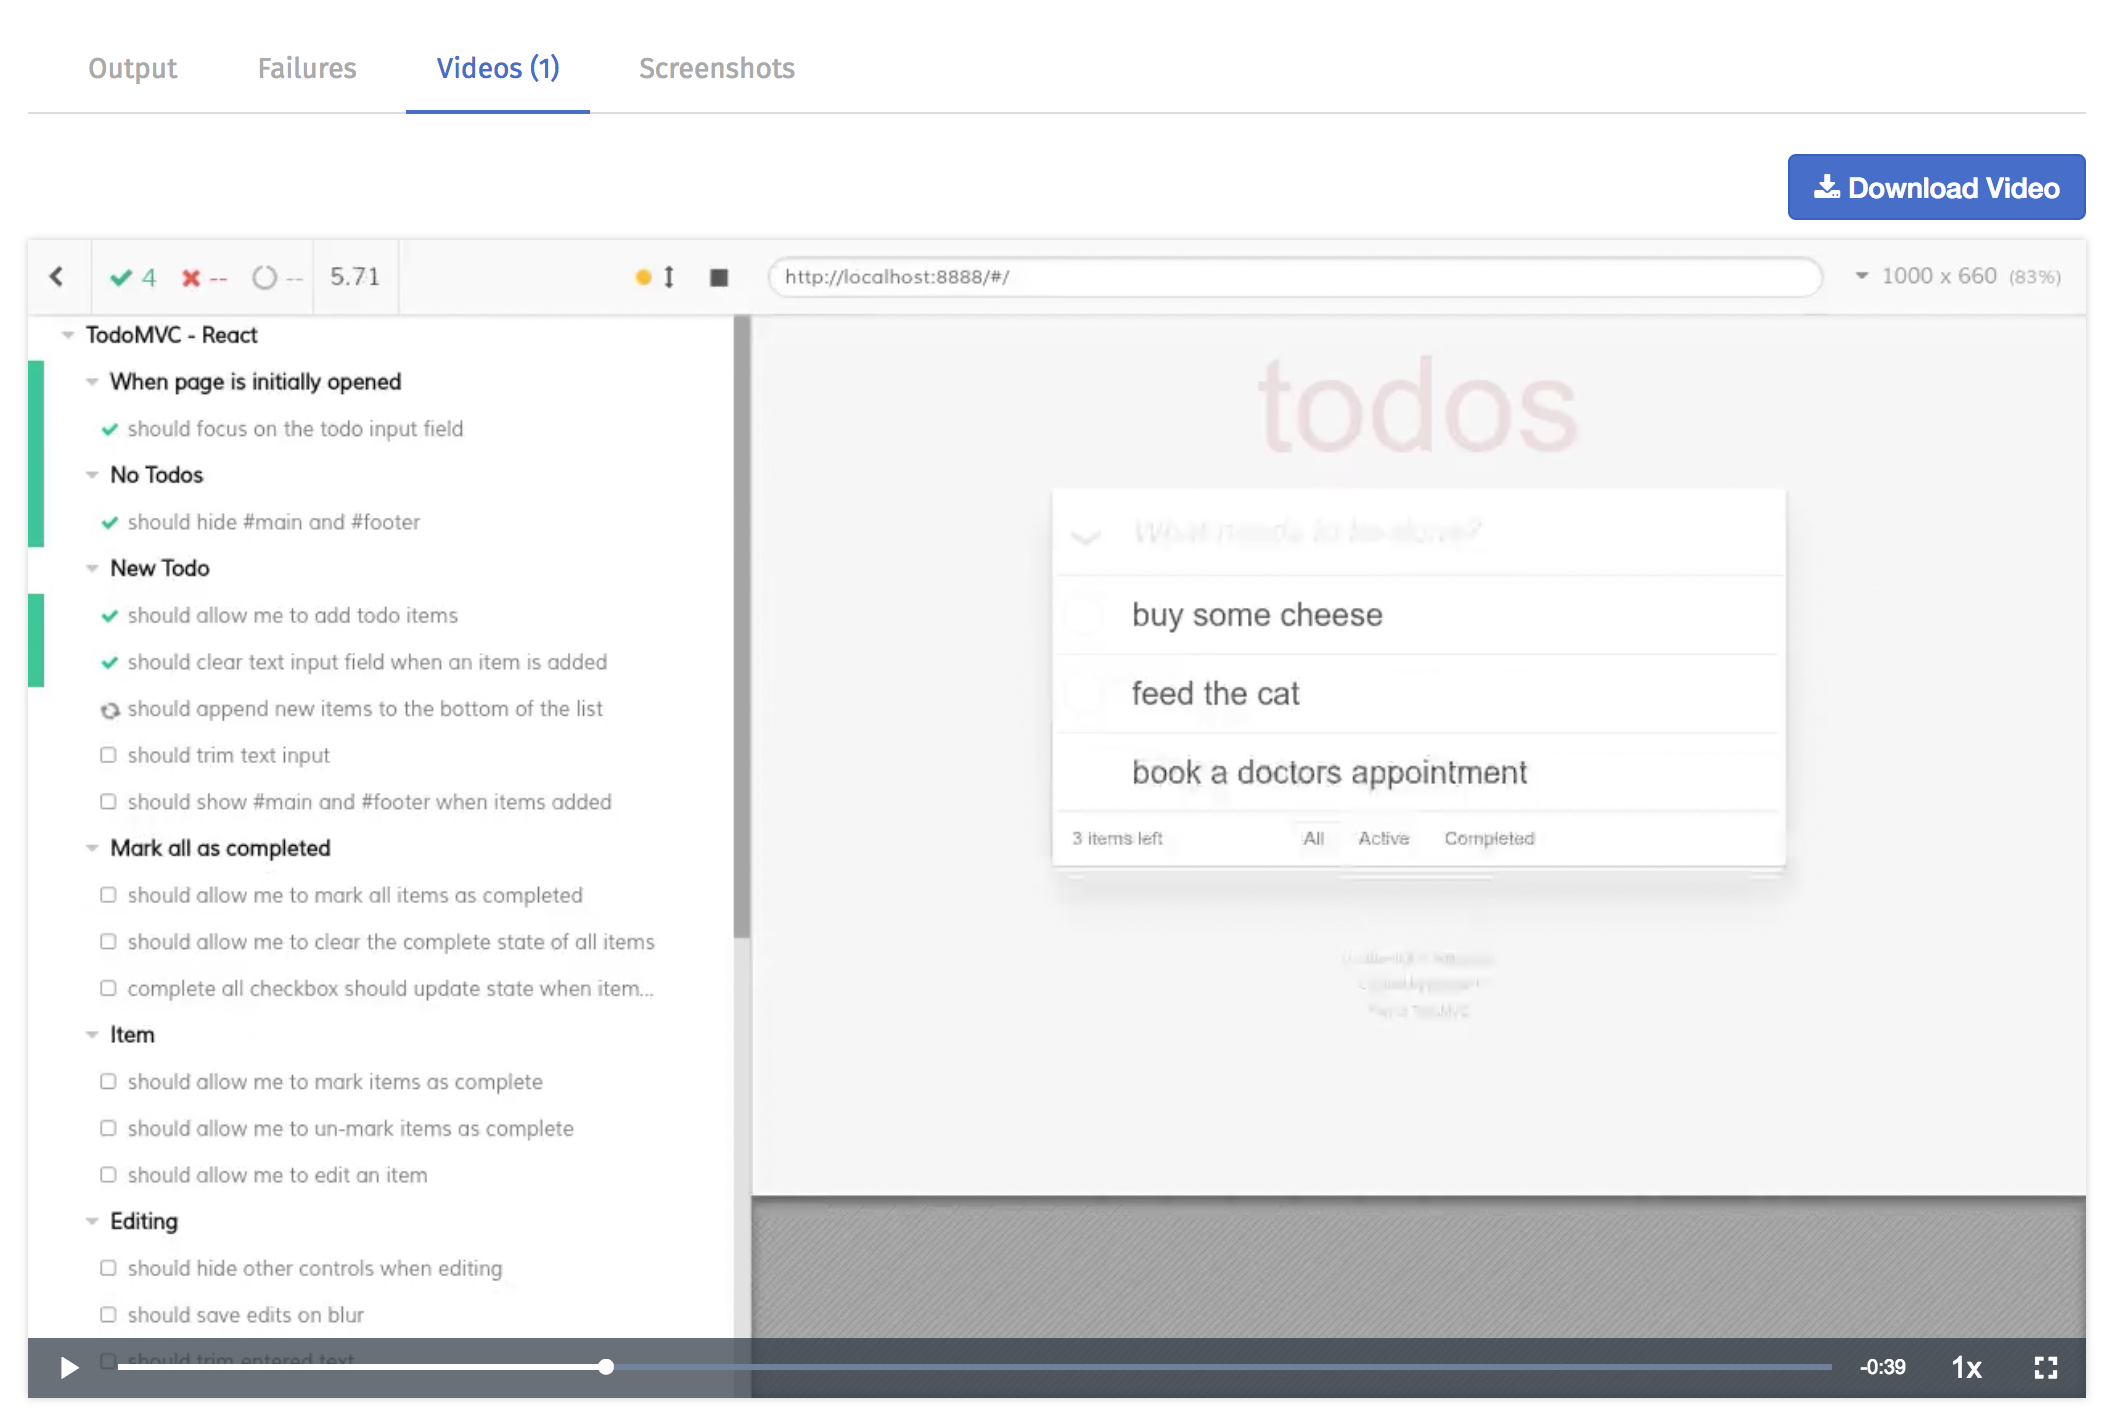 Output Failures Videos (1) Screenshots
Download Video
4 -- -- 5.71 http://localhost:8888/#/ 1000 x 660 (83%)
TodoMVC - React
When page is initially opened
should focus on the todo input field
No Todos
should hide #main and #footer
New Todo
should allow me to add todo items
should clear text input field when an item is added
should append new items to the bottom of the list
should trim text input
should show #main and #footer when items added
Mark all as completed
should allow me to mark all items as completed
should allow me to clear the complete state of all items
complete all checkbox should update state when item...
Item
should allow me to mark items as complete
should allow me to un-mark items as complete
should allow me to edit an item
Editing
should hide other controls when editing
should save edits on blur
should trim entered text
todos
What needs to be done?
buy some cheese
feed the cat
book a doctors appointment
3 items left All Active Completed
-0:39 1x